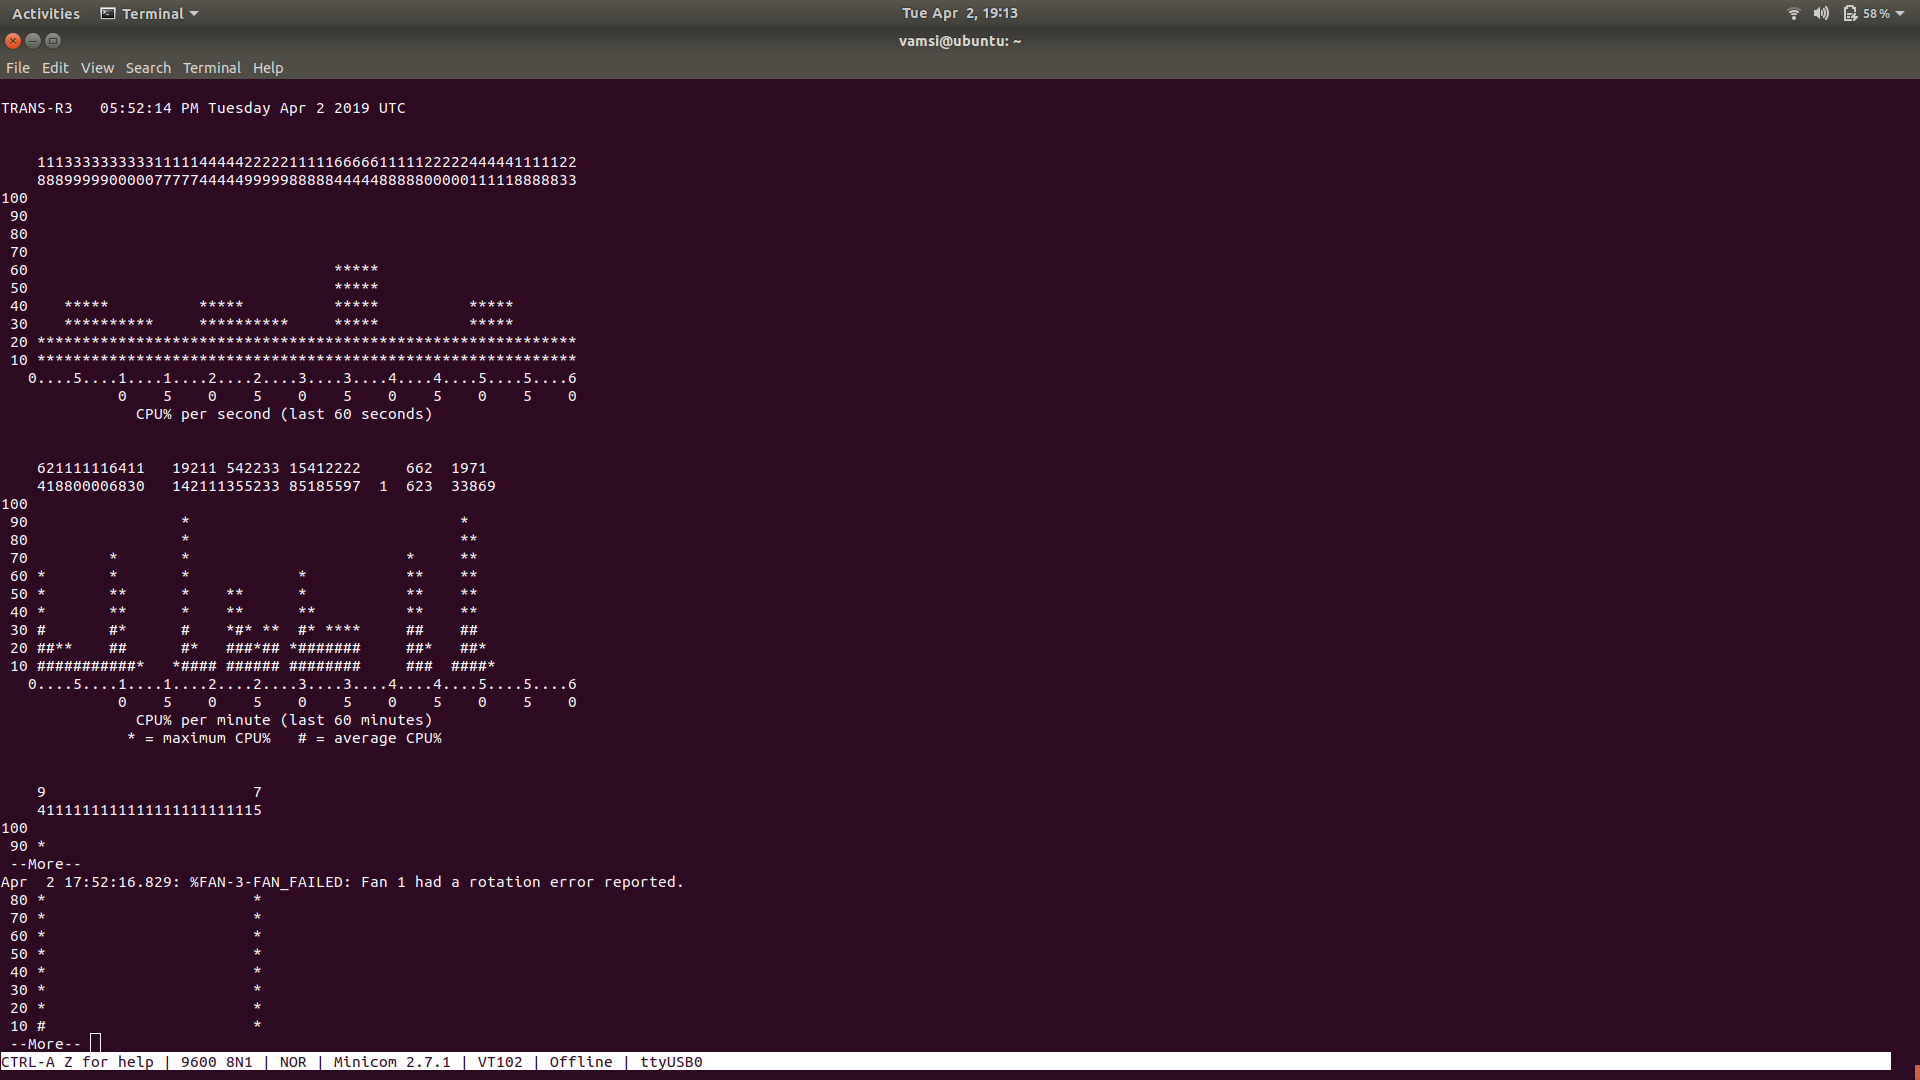 Activities Terminal Tue Apr 2, 19:13 58%
vamsi@ubuntu: ~
File Edit View Search Terminal Help
TRANS-R3   05:52:14 PM Tuesday Apr 2 2019 UTC
    111333333333311111444442222211111666661111122222444441111122
    888999990000077777444449999988888444448888800000111118888833
100
 90
 80
 70
 60                                  *****
 50                                  *****
 40    *****          *****          *****          *****
 30    **********     **********     *****          *****
 20 ************************************************************
 10 ************************************************************
   0....5....1....1....2....2....3....3....4....4....5....5....6
             0    5    0    5    0    5    0    5    0    5    0
               CPU% per second (last 60 seconds)
    621111116411   19211 542233 15412222     662  1971
    418800006830   142111355233 85185597  1  623  33869
100
 90                *                              *
 80                *                              **
 70         *      *                        *     **
 60 *       *      *            *           **    **
 50 *       **     *    **      *           **    **
 40 *       **     *    **      **          **    **
 30 #       #*     #    *#* **  #* ****     ##    ##
 20 ##**    ##     #*   ###*## *#######     ##*   ##*
 10 ###########*   *#### ###### ########     ###  ####*
   0....5....1....1....2....2....3....3....4....4....5....5....6
             0    5    0    5    0    5    0    5    0    5    0
               CPU% per minute (last 60 minutes)
              * = maximum CPU%   # = average CPU%
    9                       7
    4111111111111111111111115
100
 90 *
 --More--
Apr  2 17:52:16.829: %FAN-3-FAN_FAILED: Fan 1 had a rotation error reported.
 80 *                       *
 70 *                       *
 60 *                       *
 50 *                       *
 40 *                       *
 30 *                       *
 20 *                       *
 10 #                       *
 --More--
CTRL-A Z for help | 9600 8N1 | NOR | Minicom 2.7.1 | VT102 | Offline | ttyUSB0